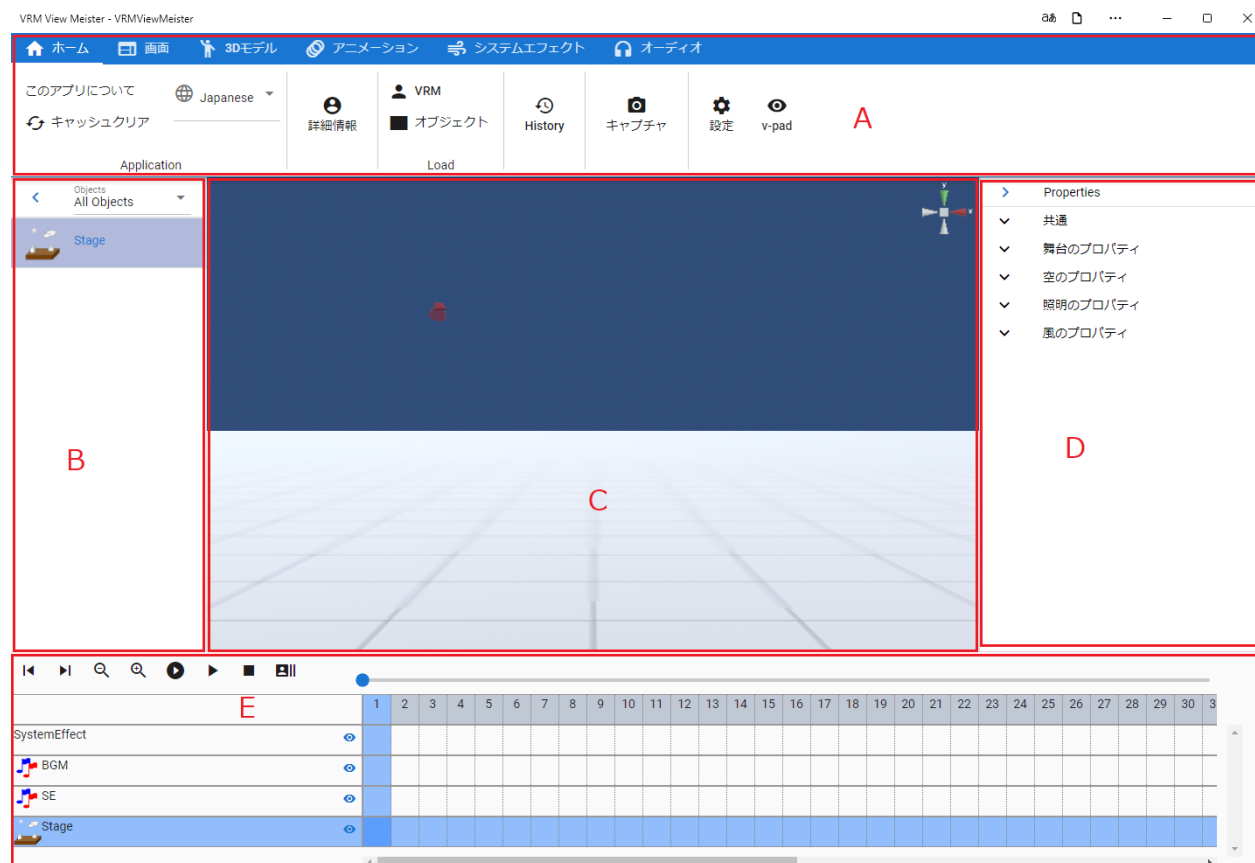 VRM View Meister - VRMViewMeister
aあ
ホーム 画面 3Dモデル アニメーション システムエフェクト オーディオ
このアプリについて
キャッシュクリア
Japanese
Application
詳細情報
VRM
オブジェクト
Load
History
キャプチャ
設定
v-pad
A
Objects
All Objects
Stage
B
y
x
C
Properties
共通
舞台のプロパティ
空のプロパティ
照明のプロパティ
風のプロパティ
D
E
1 2 3 4 5 6 7 8 9 10 11 12 13 14 15 16 17 18 19 20 21 22 23 24 25 26 27 28 29 30 3
SystemEffect
BGM
SE
Stage